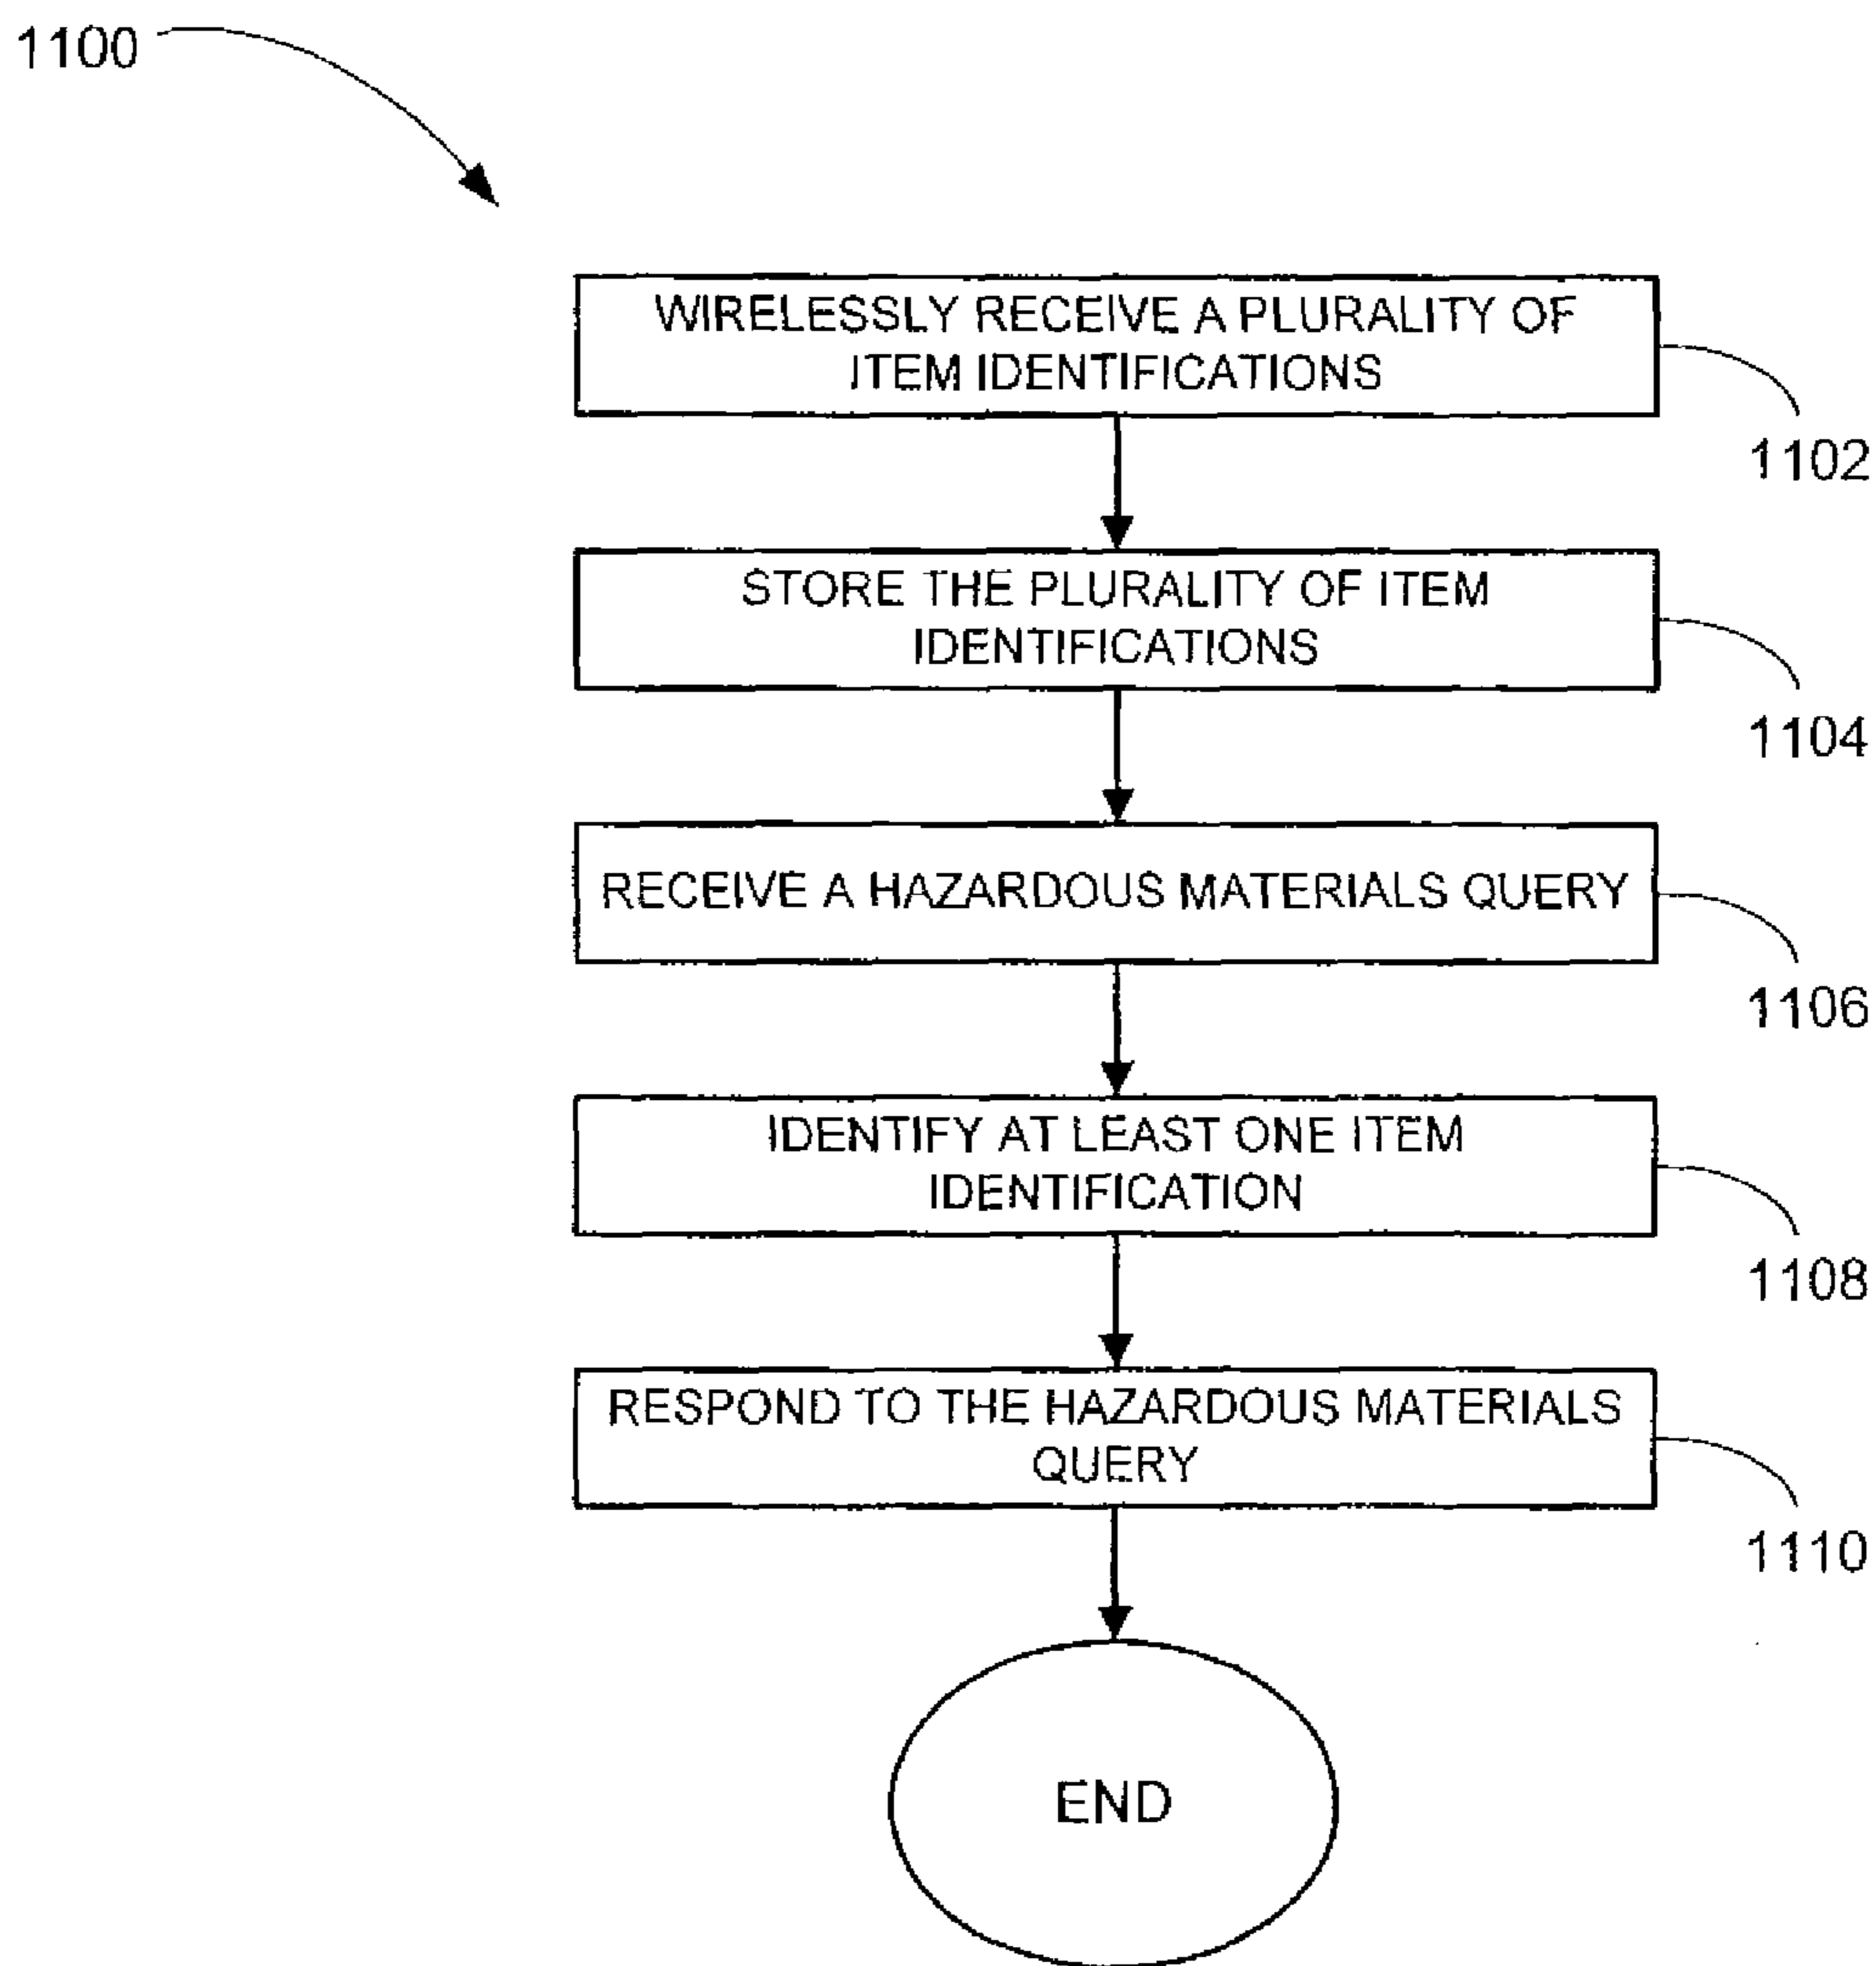 1100
WIRELESSLY RECEIVE A PLURALITY OF
ITEM IDENTIFICATIONS
1102
STORE THE PLURALITY OF ITEM
IDENTIFICATIONS
1104
RECEIVE A HAZARDOUS MATERIALS QUERY
1106
IDENTIFY AT LEAST ONE ITEM
IDENTIFICATION
1108
RESPOND TO THE HAZARDOUS MATERIALS
QUERY
1110
END